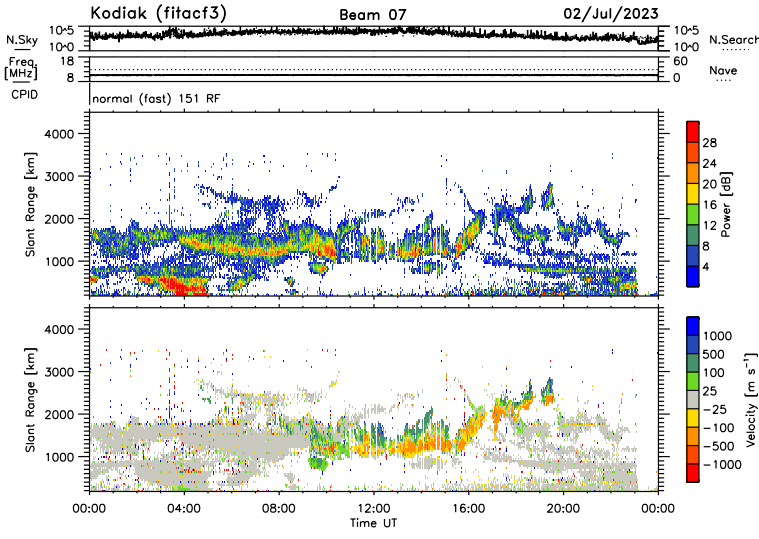 Kodiak (fitacf3) Beam 07 02/Jul/2023
N.Sky 10^5 10^0 10^5 10^0 N.Search
Freq. [MHz] 18 8 60 0 Nave
CPID normal (fast) 151 RF
Slant Range [km] 4000 3000 2000 1000
Power [dB] 28 24 20 16 12 8 4
Slant Range [km] 4000 3000 2000 1000
Velocity [m s⁻¹] 1000 500 100 25 −25 −100 −500 −1000
00:00 04:00 08:00 12:00 16:00 20:00 00:00
Time UT